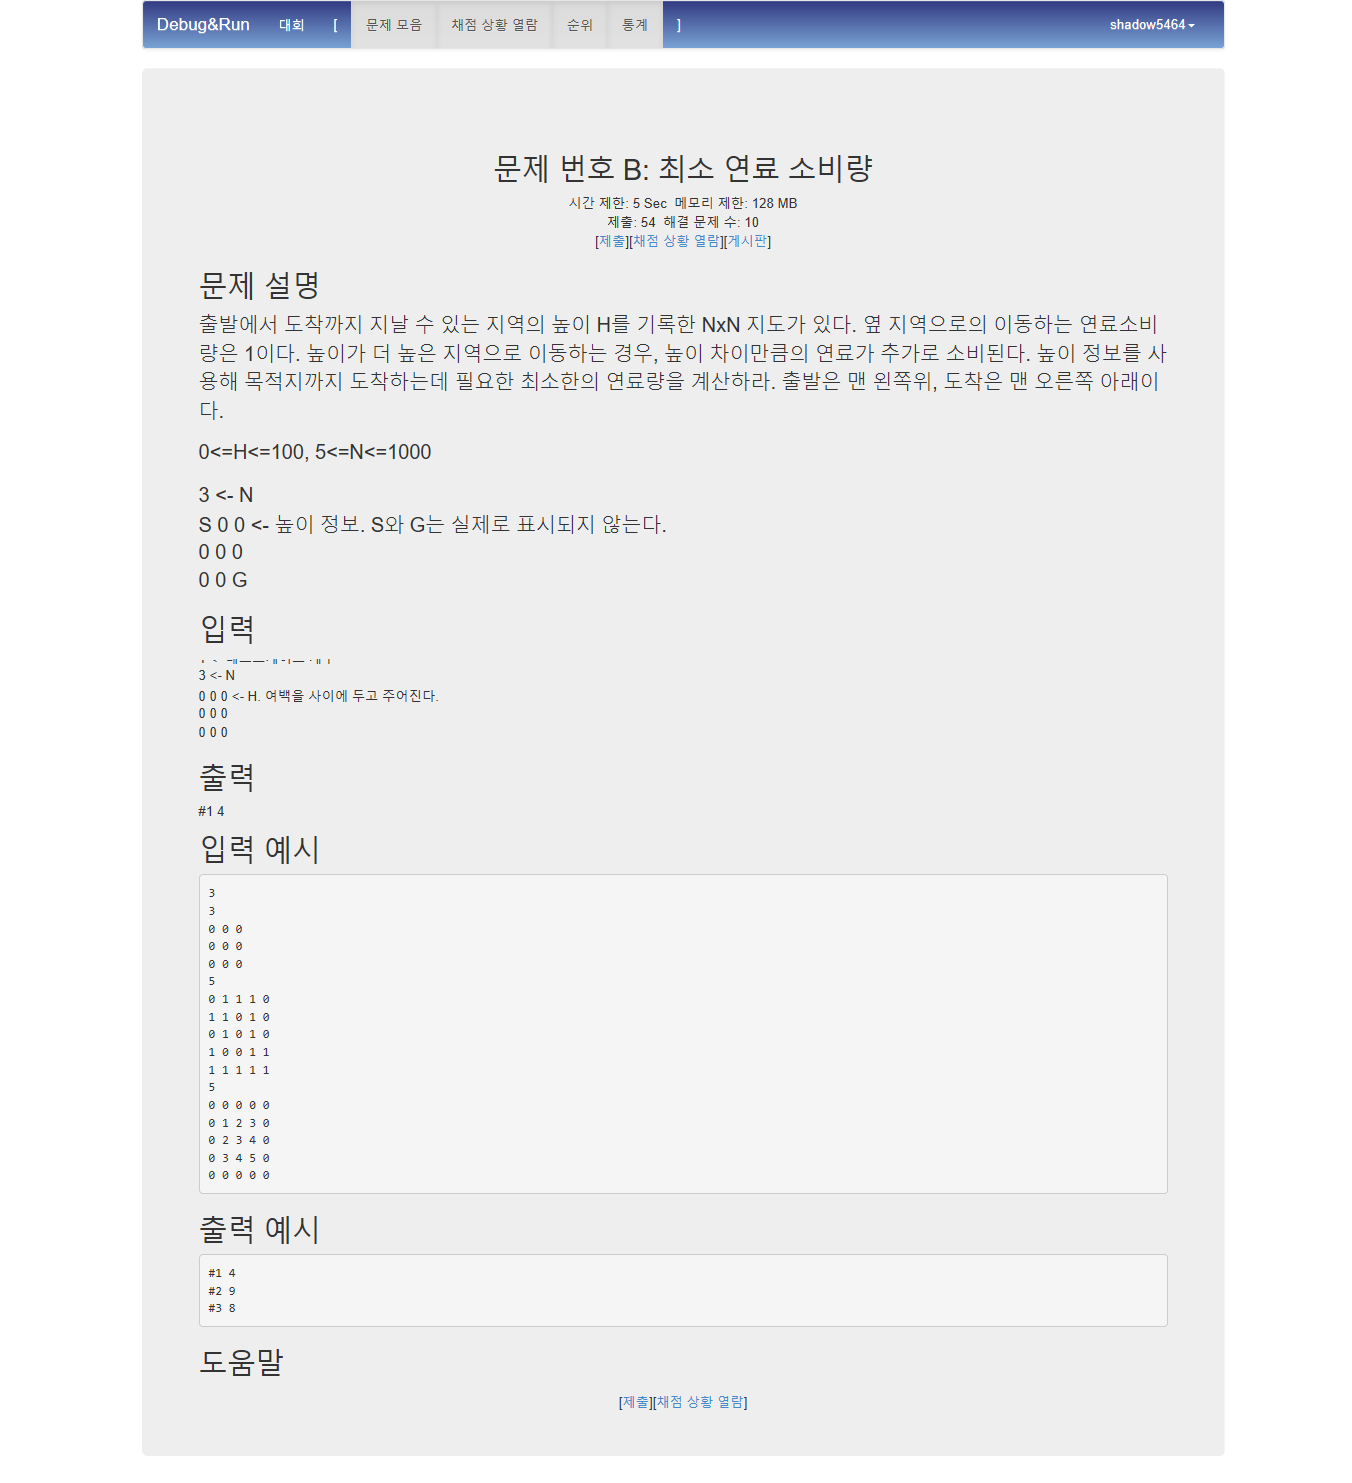 Debug&Run 대회 [ 문제 모음 채점 상황 열람 순위 통계 ] shadow5464
문제 번호 B: 최소 연료 소비량
시간 제한: 5 Sec 메모리 제한: 128 MB
제출: 54 해결 문제 수: 10
[제출][채점 상황 열람][게시판]
문제 설명
출발에서 도착까지 지날 수 있는 지역의 높이 H를 기록한 NxN 지도가 있다. 옆 지역으로의 이동하는 연료소비
량은 1이다. 높이가 더 높은 지역으로 이동하는 경우, 높이 차이만큼의 연료가 추가로 소비된다. 높이 정보를 사
용해 목적지까지 도착하는데 필요한 최소한의 연료량을 계산하라. 출발은 맨 왼쪽위, 도착은 맨 오른쪽 아래이
다.
0<=H<=100, 5<=N<=1000
3 <- N
S 0 0 <- 높이 정보. S와 G는 실제로 표시되지 않는다.
0 0 0
0 0 G
입력
3 <- N
0 0 0 <- H. 여백을 사이에 두고 주어진다.
0 0 0
0 0 0
출력
#1 4
입력 예시
3
3
0 0 0
0 0 0
0 0 0
5
0 1 1 1 0
1 1 0 1 0
0 1 0 1 0
1 0 0 1 1
1 1 1 1 1
5
0 0 0 0 0
0 1 2 3 0
0 2 3 4 0
0 3 4 5 0
0 0 0 0 0
출력 예시
#1 4
#2 9
#3 8
도움말
[제출][채점 상황 열람]